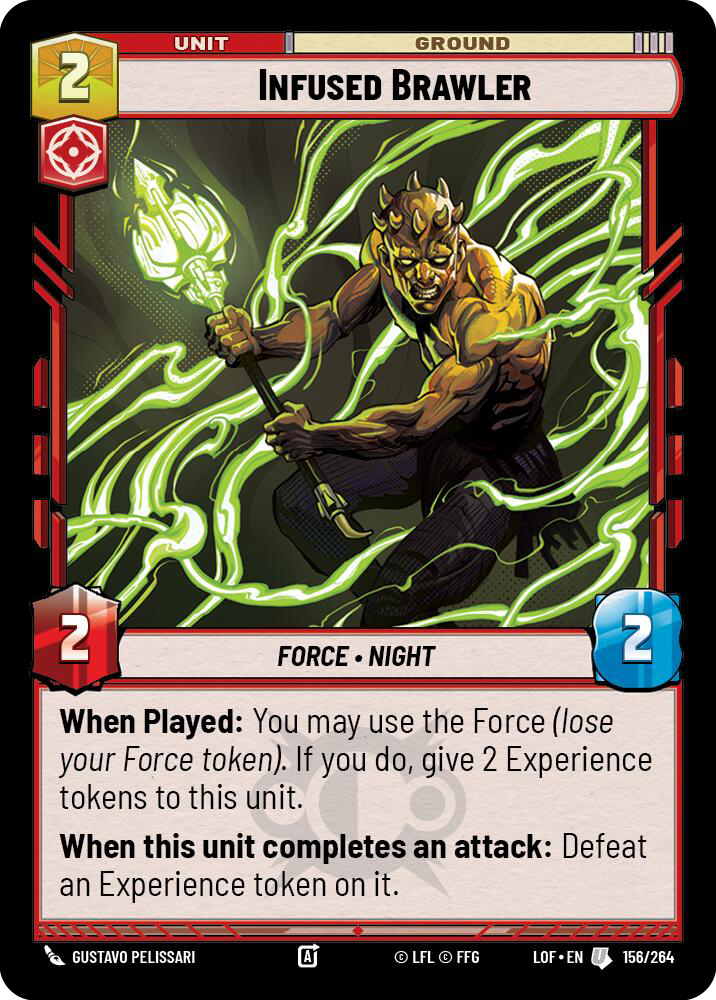 UNIT GROUND
2 INFUSED BRAWLER
2 FORCE • NIGHT 2
When Played: You may use the Force (lose
your Force token). If you do, give 2 Experience
tokens to this unit.
When this unit completes an attack: Defeat
an Experience token on it.
GUSTAVO PELISSARI A © LFL © FFG LOF • EN U 156/264